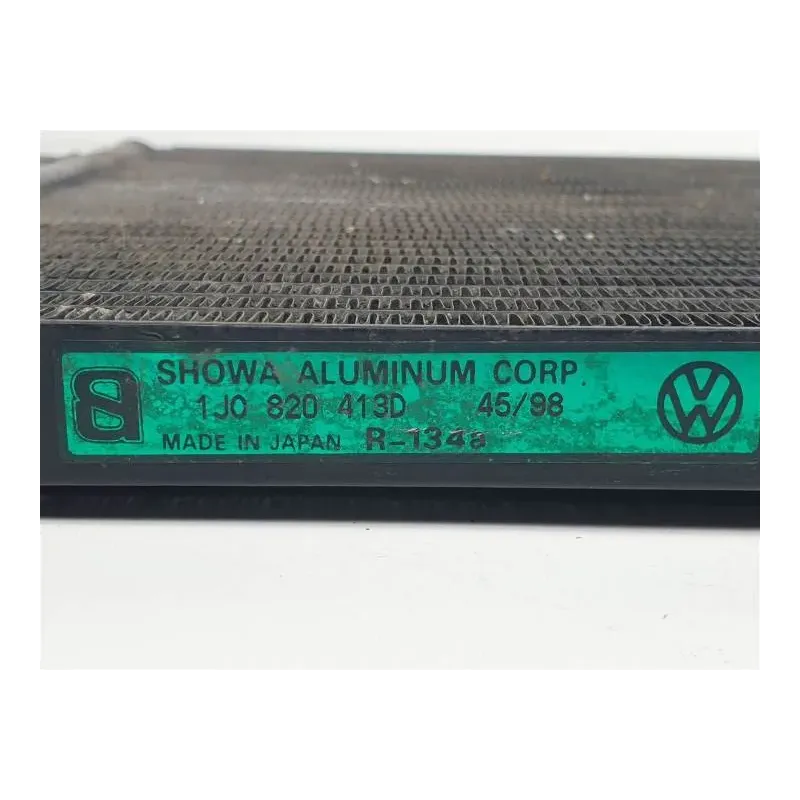 SHOWA ALUMINUM CORP.
1J0 820 413D 45/98
MADE IN JAPAN R-134a